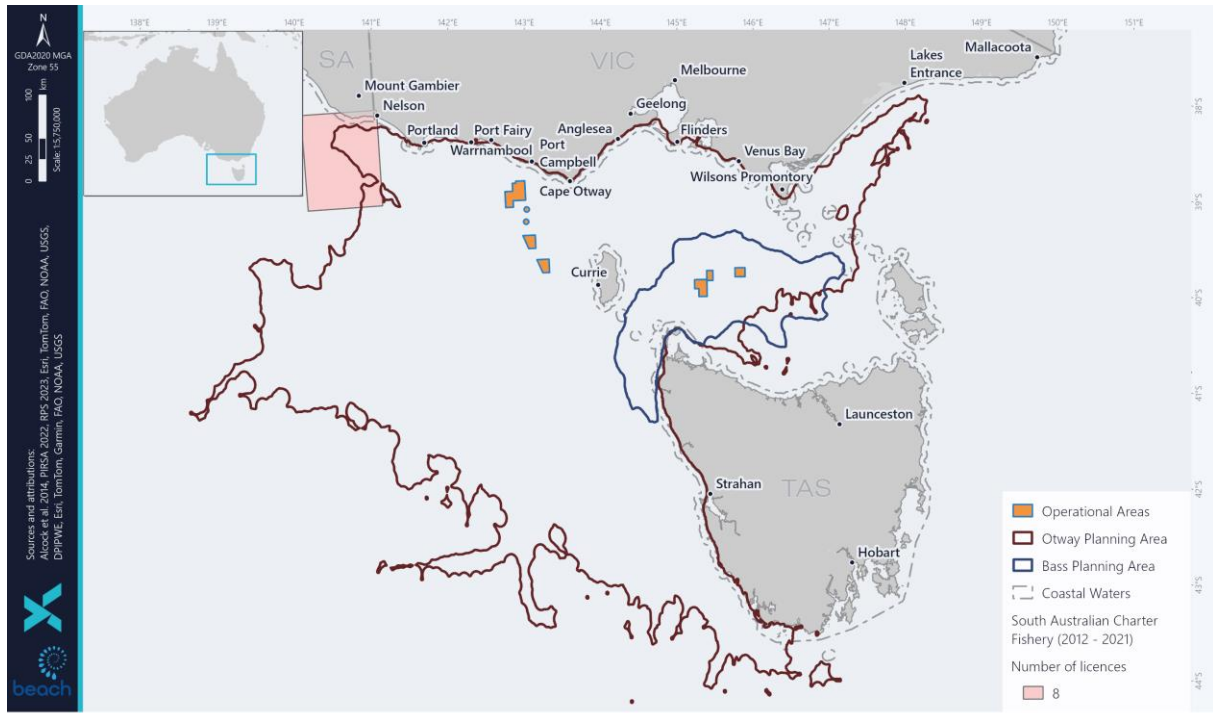 N
GDA2020 MGA
Zone 55
0 25 50 100
km
Scale: 1:5,750,000
Sources and attributions:
Alcock et al. 2014, PIRSA 2022, RPS 2023, Esri, TomTom, FAO, NOAA, USGS,
DPIPWE, Esri, TomTom, Garmin, FAO, NOAA, USGS
beach
138°E
139°E
140°E
141°E
142°E
143°E
144°E
145°E
146°E
147°E
148°E
149°E
150°E
151°E
38°S
39°S
40°S
41°S
42°S
43°S
44°S
SA
VIC
TAS
Mallacoota
Lakes
Entrance
Melbourne
Mount Gambier
Nelson
Geelong
Portland
Port Fairy
Anglesea
Flinders
Warrnambool
Port
Campbell
Venus Bay
Cape Otway
Wilsons Promontory
Currie
Launceston
Strahan
Hobart
Operational Areas
Otway Planning Area
Bass Planning Area
Coastal Waters
South Australian Charter
Fishery (2012 - 2021)
Number of licences
8